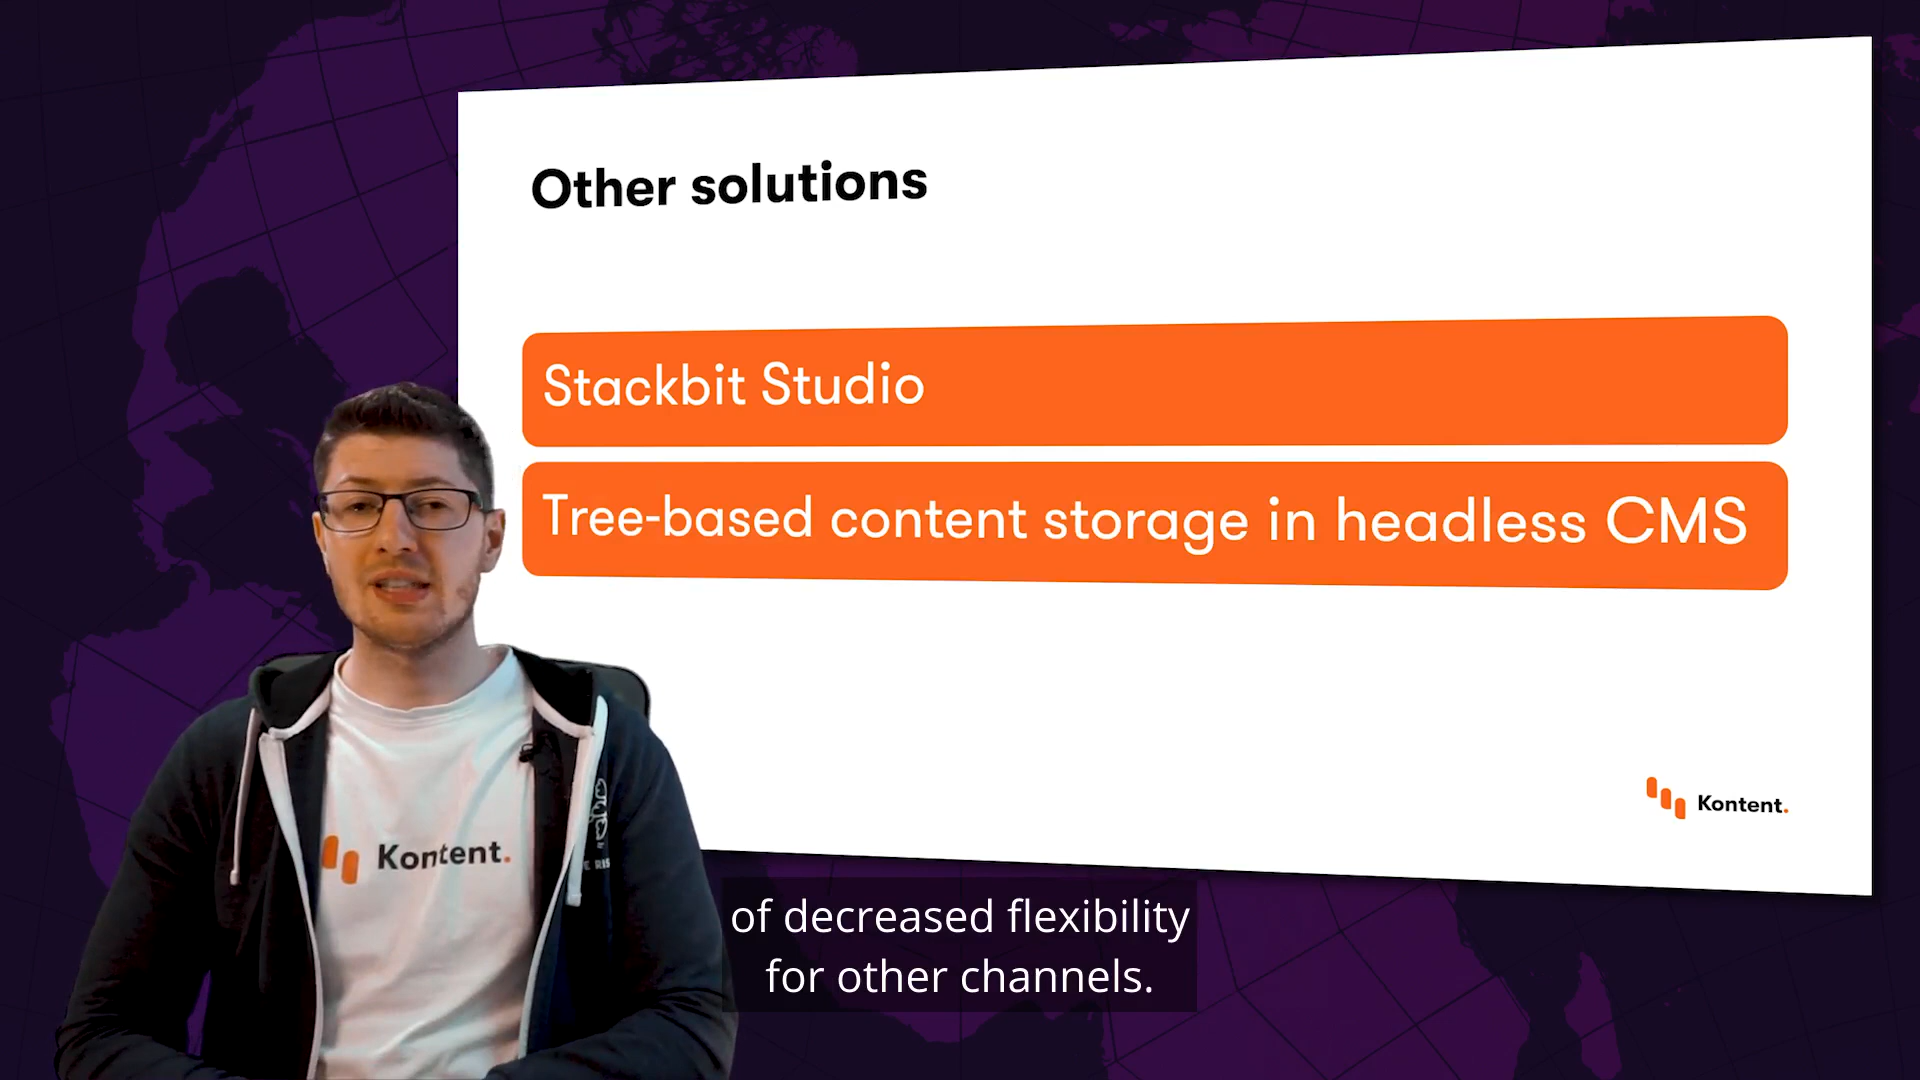 Other solutions
Stackbit Studio
Tree-based content storage in headless CMS
Kontent.
Kontent.
of decreased flexibility
for other channels.